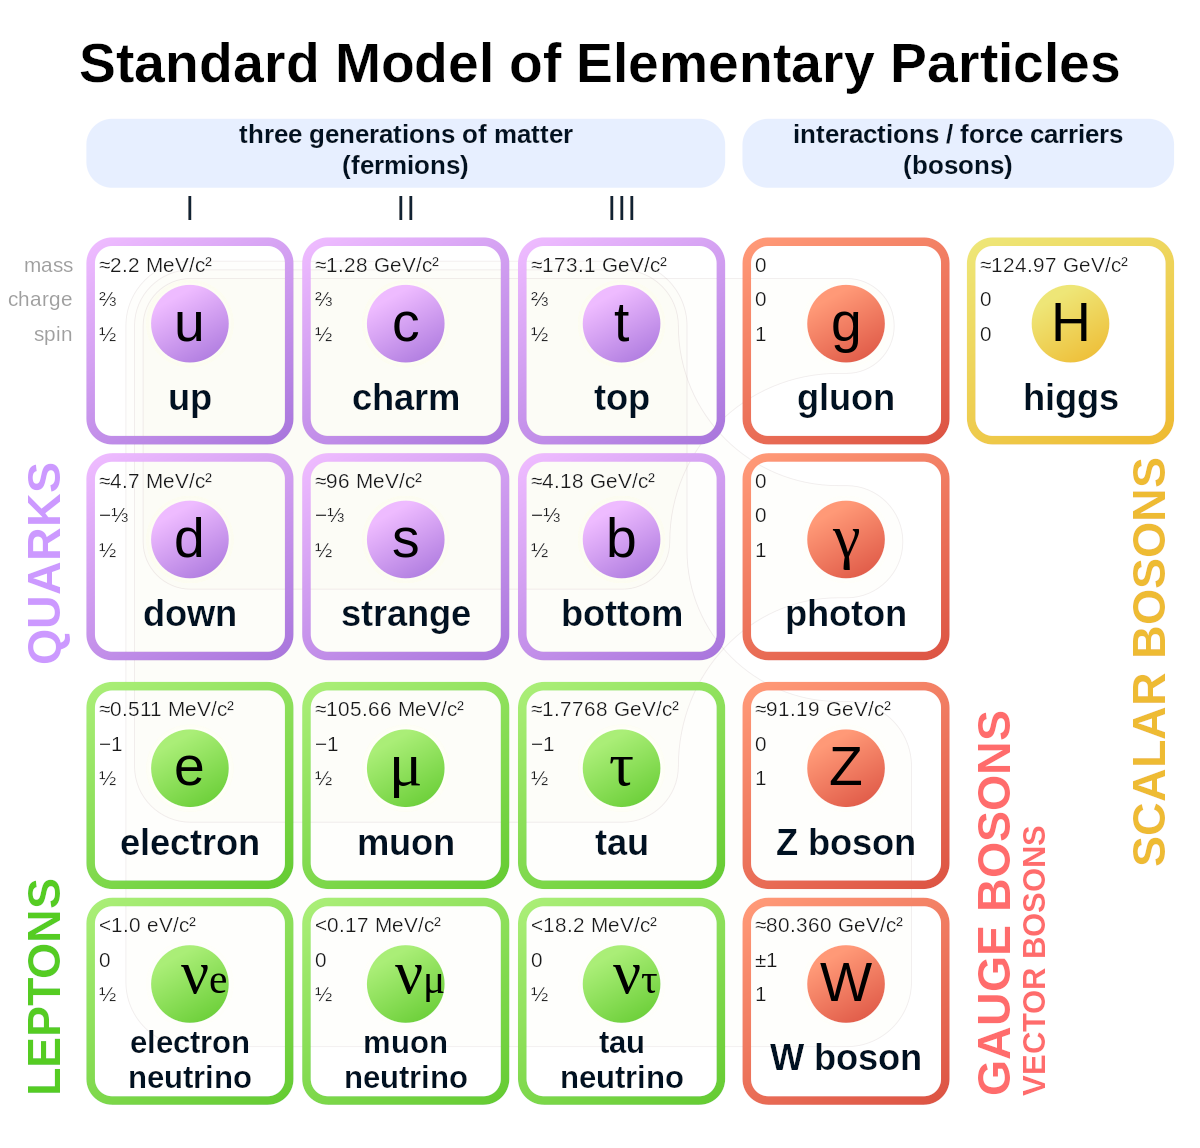 Standard Model of Elementary Particles
three generations of matter
(fermions)
interactions / force carriers
(bosons)
I
II
III
mass
charge
spin
≈2.2 MeV/c²
⅔
½
u
up
≈1.28 GeV/c²
⅔
½
c
charm
≈173.1 GeV/c²
⅔
½
t
top
0
0
1
g
gluon
≈124.97 GeV/c²
0
0
H
higgs
QUARKS
≈4.7 MeV/c²
−⅓
½
d
down
≈96 MeV/c²
−⅓
½
s
strange
≈4.18 GeV/c²
−⅓
½
b
bottom
0
0
1
γ
photon
SCALAR BOSONS
≈0.511 MeV/c²
−1
½
e
electron
≈105.66 MeV/c²
−1
½
μ
muon
≈1.7768 GeV/c²
−1
½
τ
tau
≈91.19 GeV/c²
0
1
Z
Z boson
LEPTONS
<1.0 eV/c²
0
½
νe
electron
neutrino
<0.17 MeV/c²
0
½
νμ
muon
neutrino
<18.2 MeV/c²
0
½
ντ
tau
neutrino
≈80.360 GeV/c²
±1
1
W
W boson
GAUGE BOSONS
VECTOR BOSONS